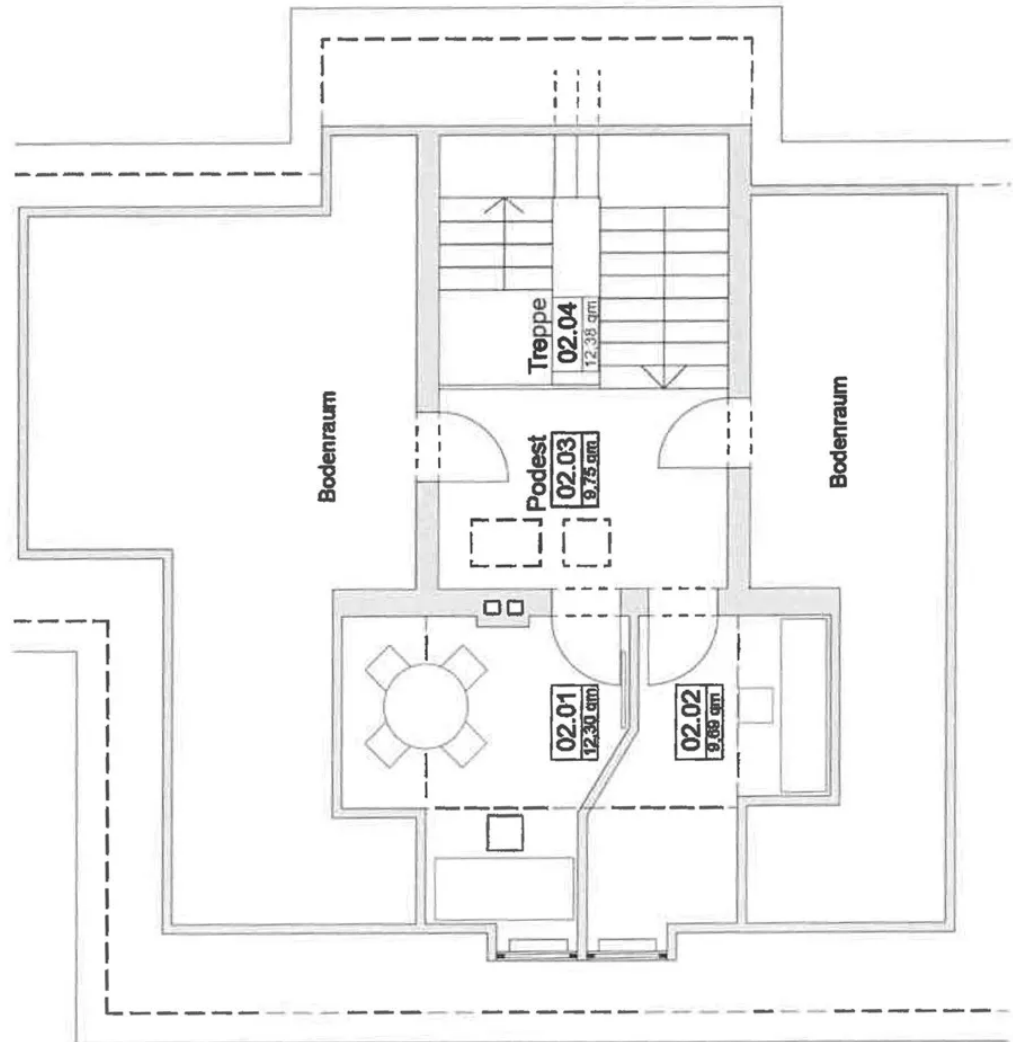 Treppe
02.04
12,38 qm
Bodenraum
Podest
02.03
9,75 qm
Bodenraum
02.01
12,30 qm
02.02
9,69 qm